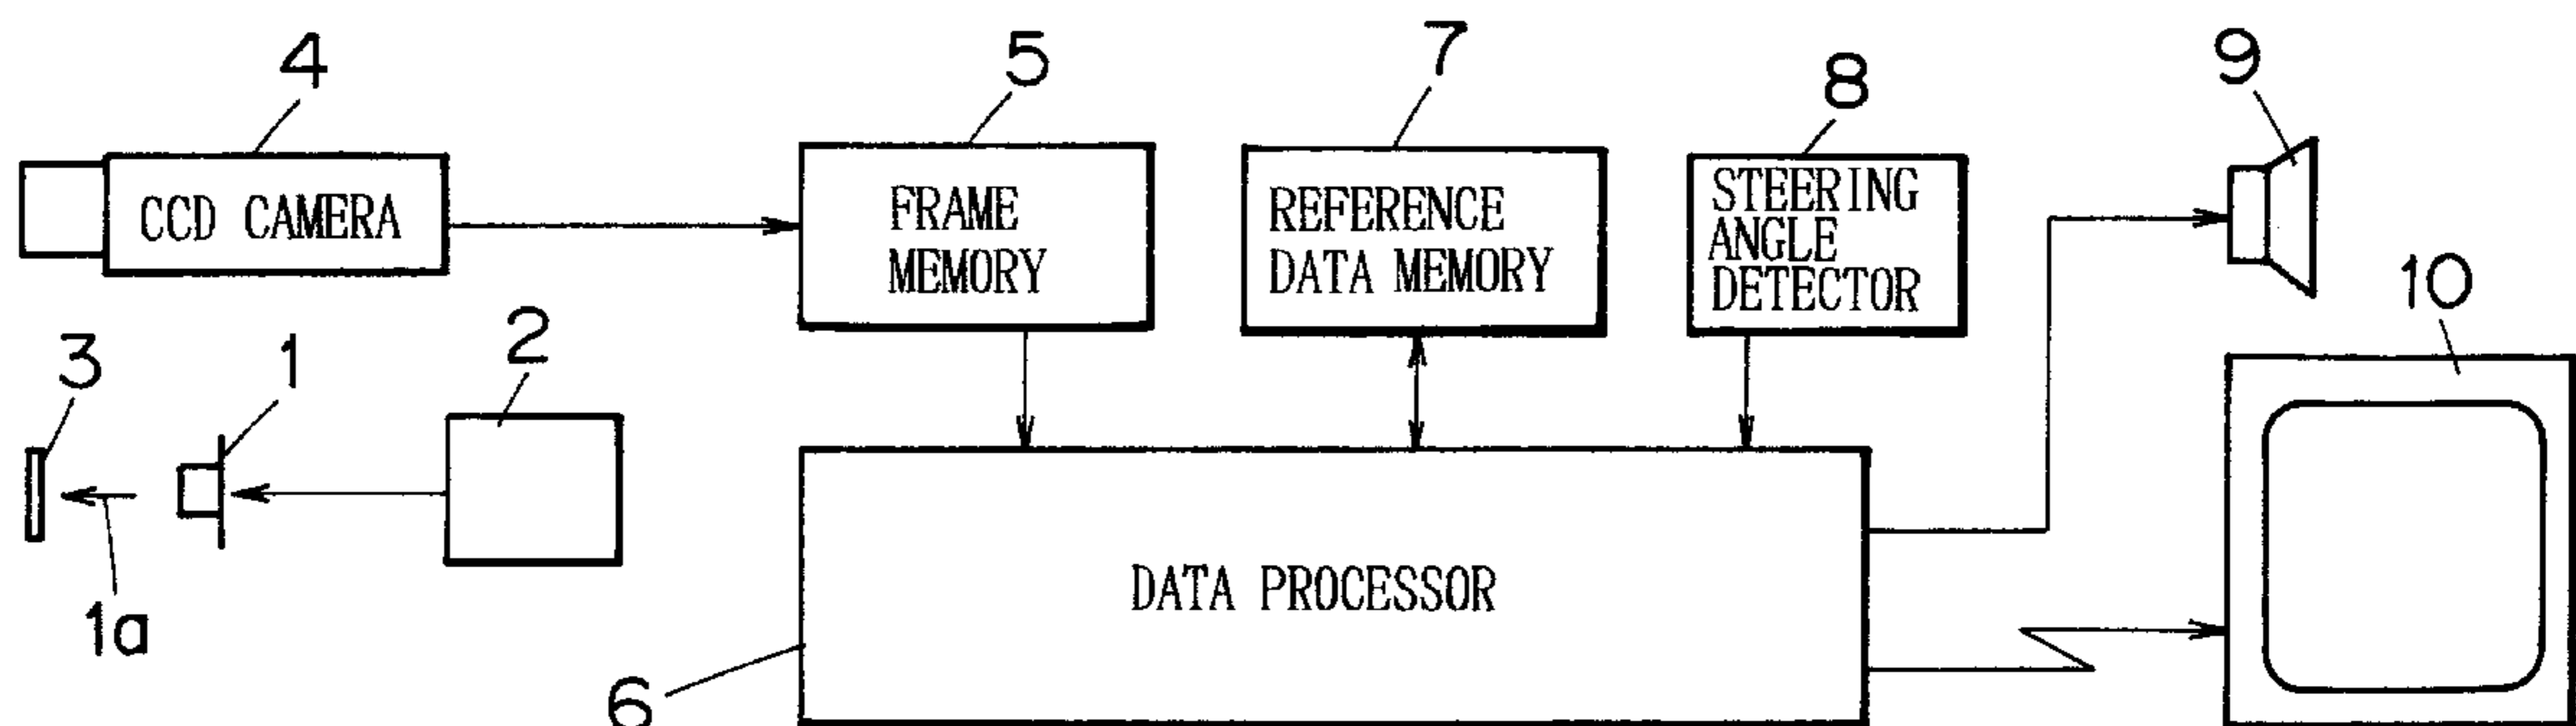 4
5
7
8
9
CCD CAMERA
FRAME
MEMORY
REFERENCE
DATA MEMORY
STEERING
ANGLE
DETECTOR
10
3
1
2
1a
DATA PROCESSOR
6